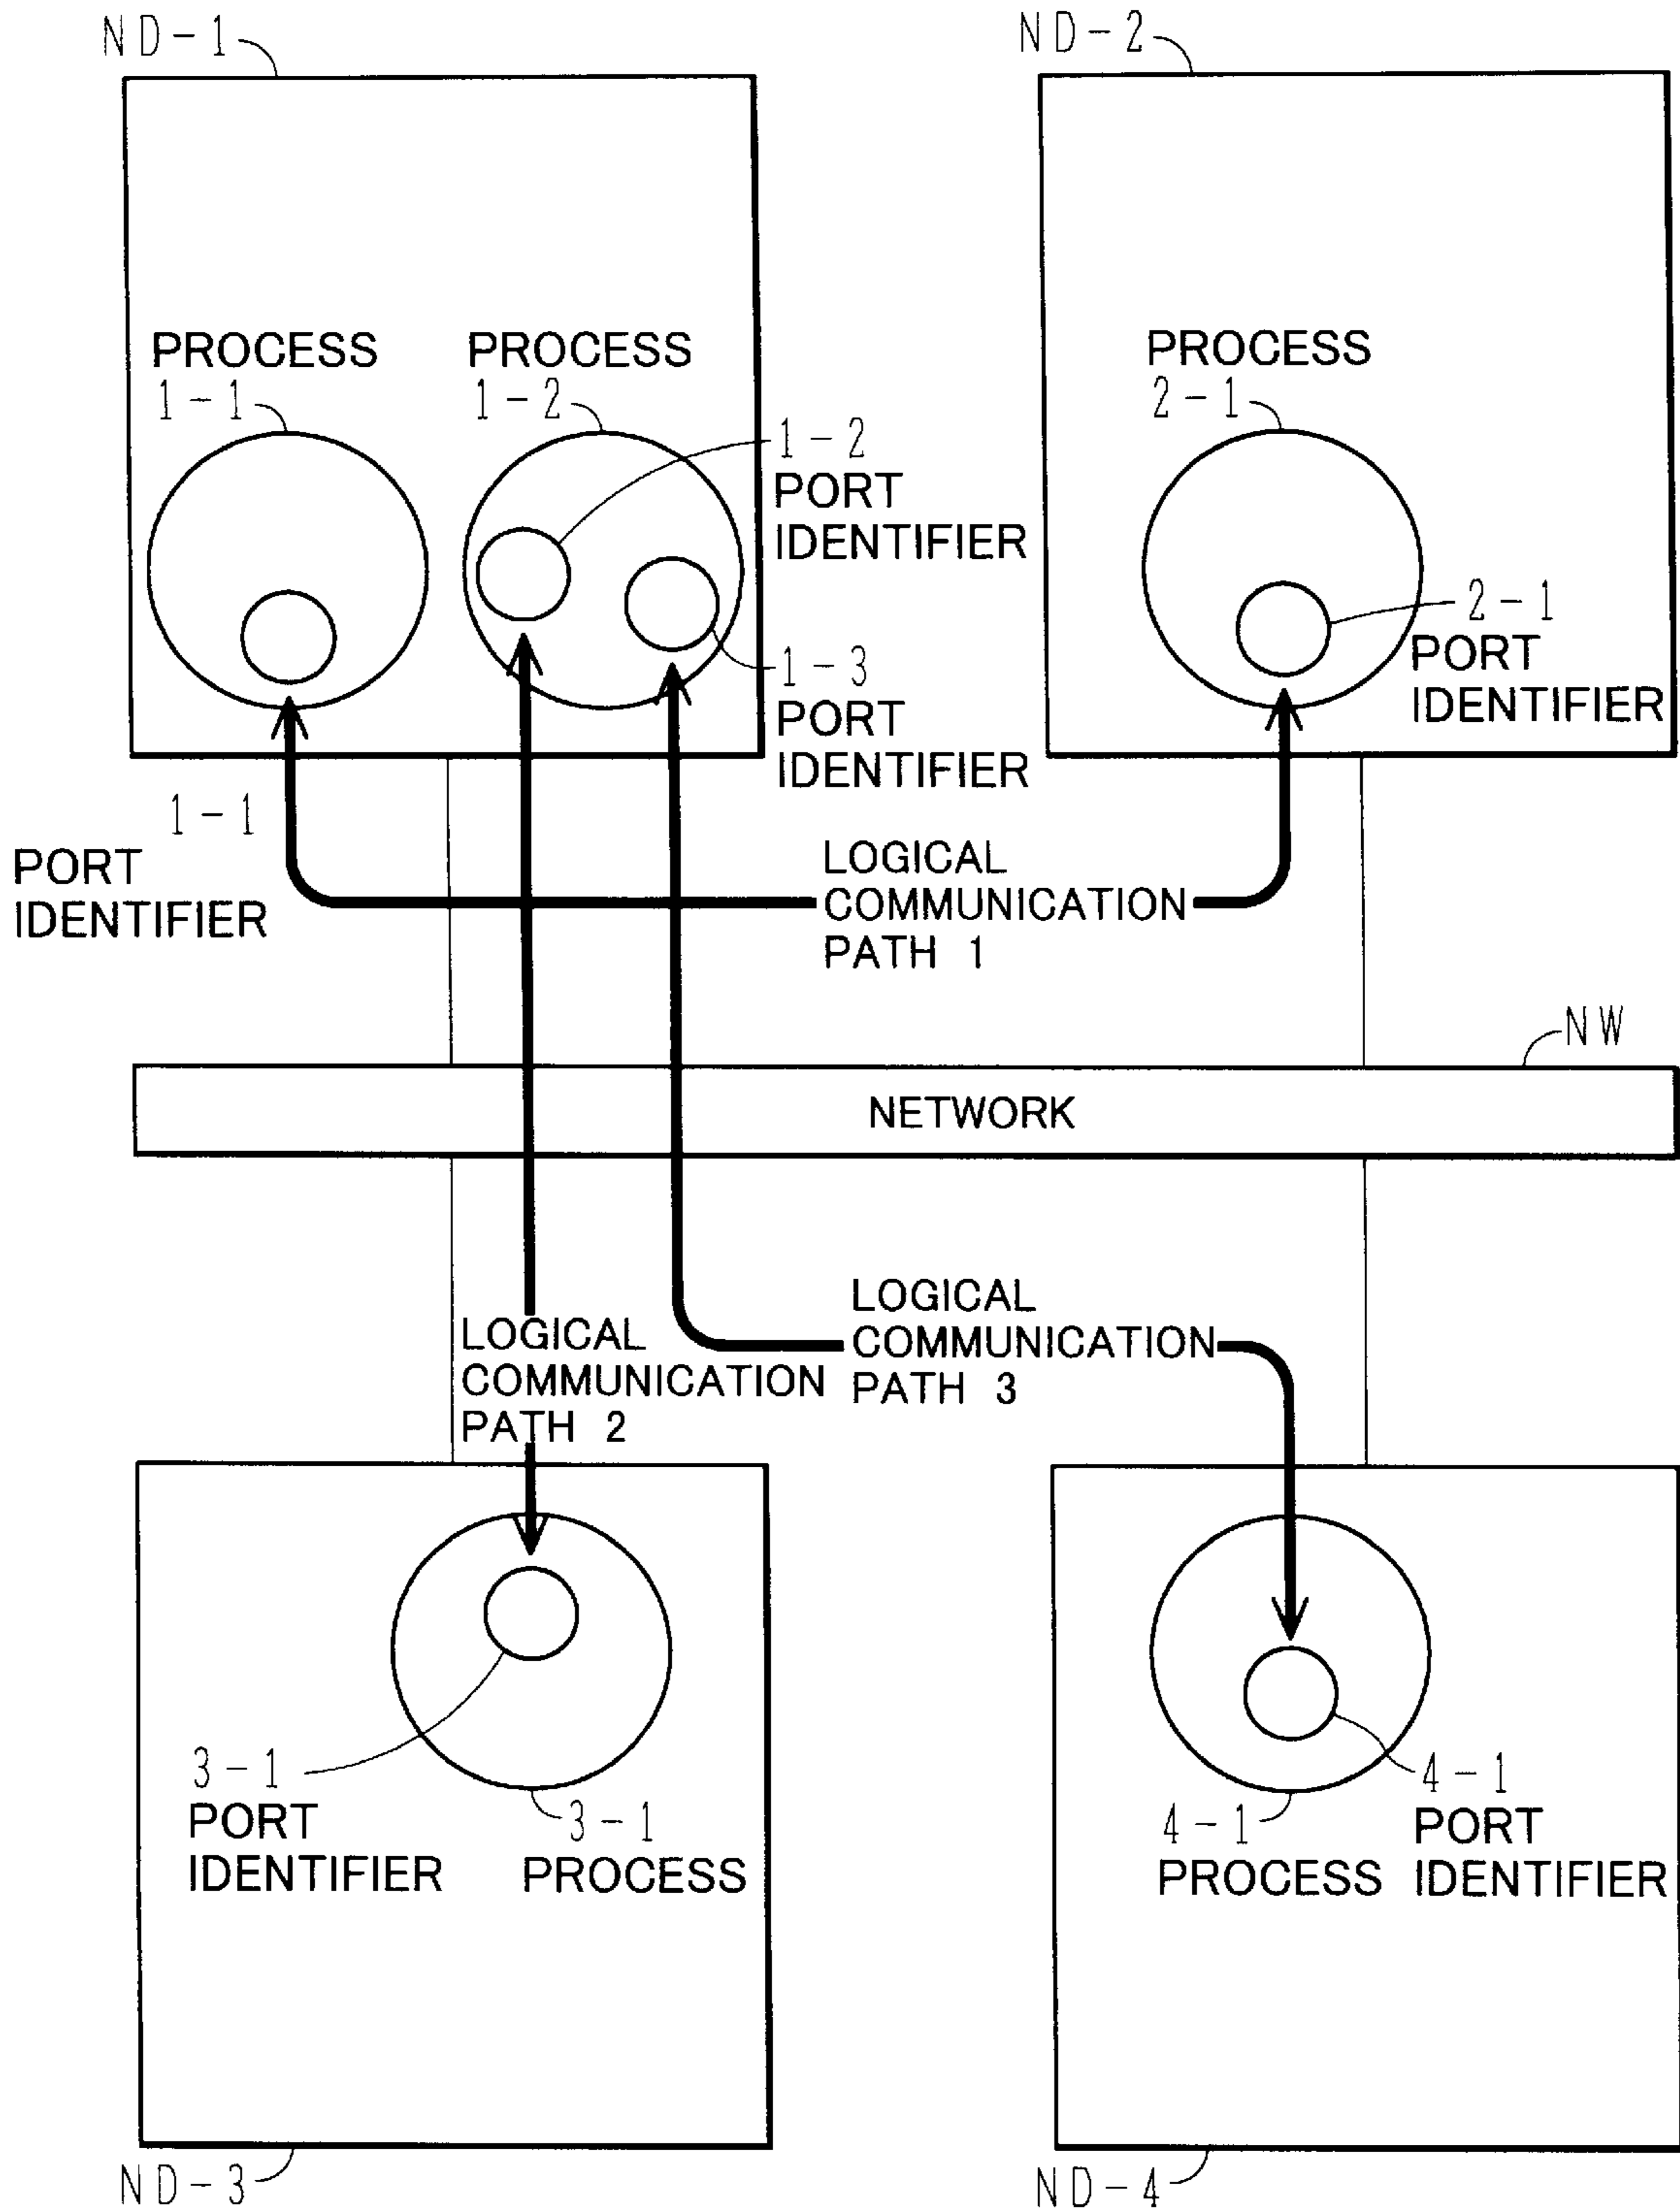 ND-1
ND-2
PROCESS
1-1
PROCESS
1-2
1-2
PORT
IDENTIFIER
1-3
PORT
IDENTIFIER
PROCESS
2-1
2-1
PORT
IDENTIFIER
1-1
PORT
IDENTIFIER
LOGICAL
COMMUNICATION
PATH 1
NW
NETWORK
LOGICAL
COMMUNICATION
PATH 2
LOGICAL
COMMUNICATION
PATH 3
3-1
PORT
IDENTIFIER
3-1
PROCESS
4-1
PROCESS
4-1
PORT
IDENTIFIER
ND-3
ND-4